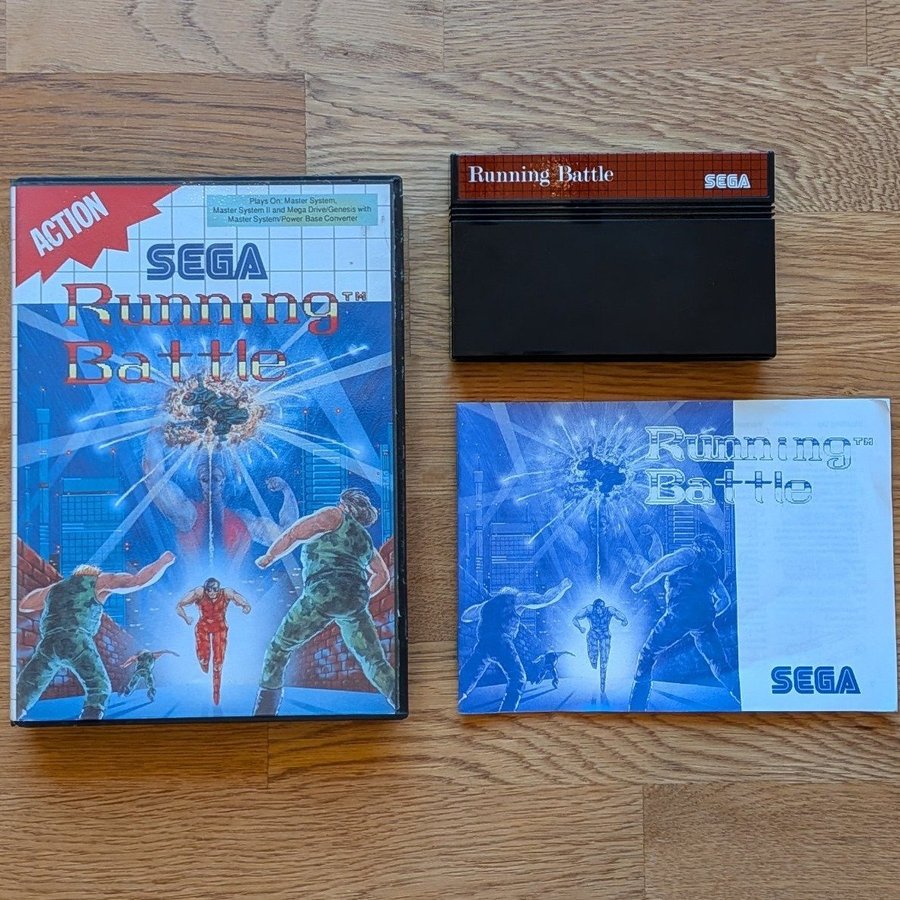 ACTION
Plays On: Master System,
Master System II and Mega Drive/Genesis with
Master System/Power Base Converter
SEGA
Running™
Battle
Running Battle
SEGA
Running™
Battle
SEGA